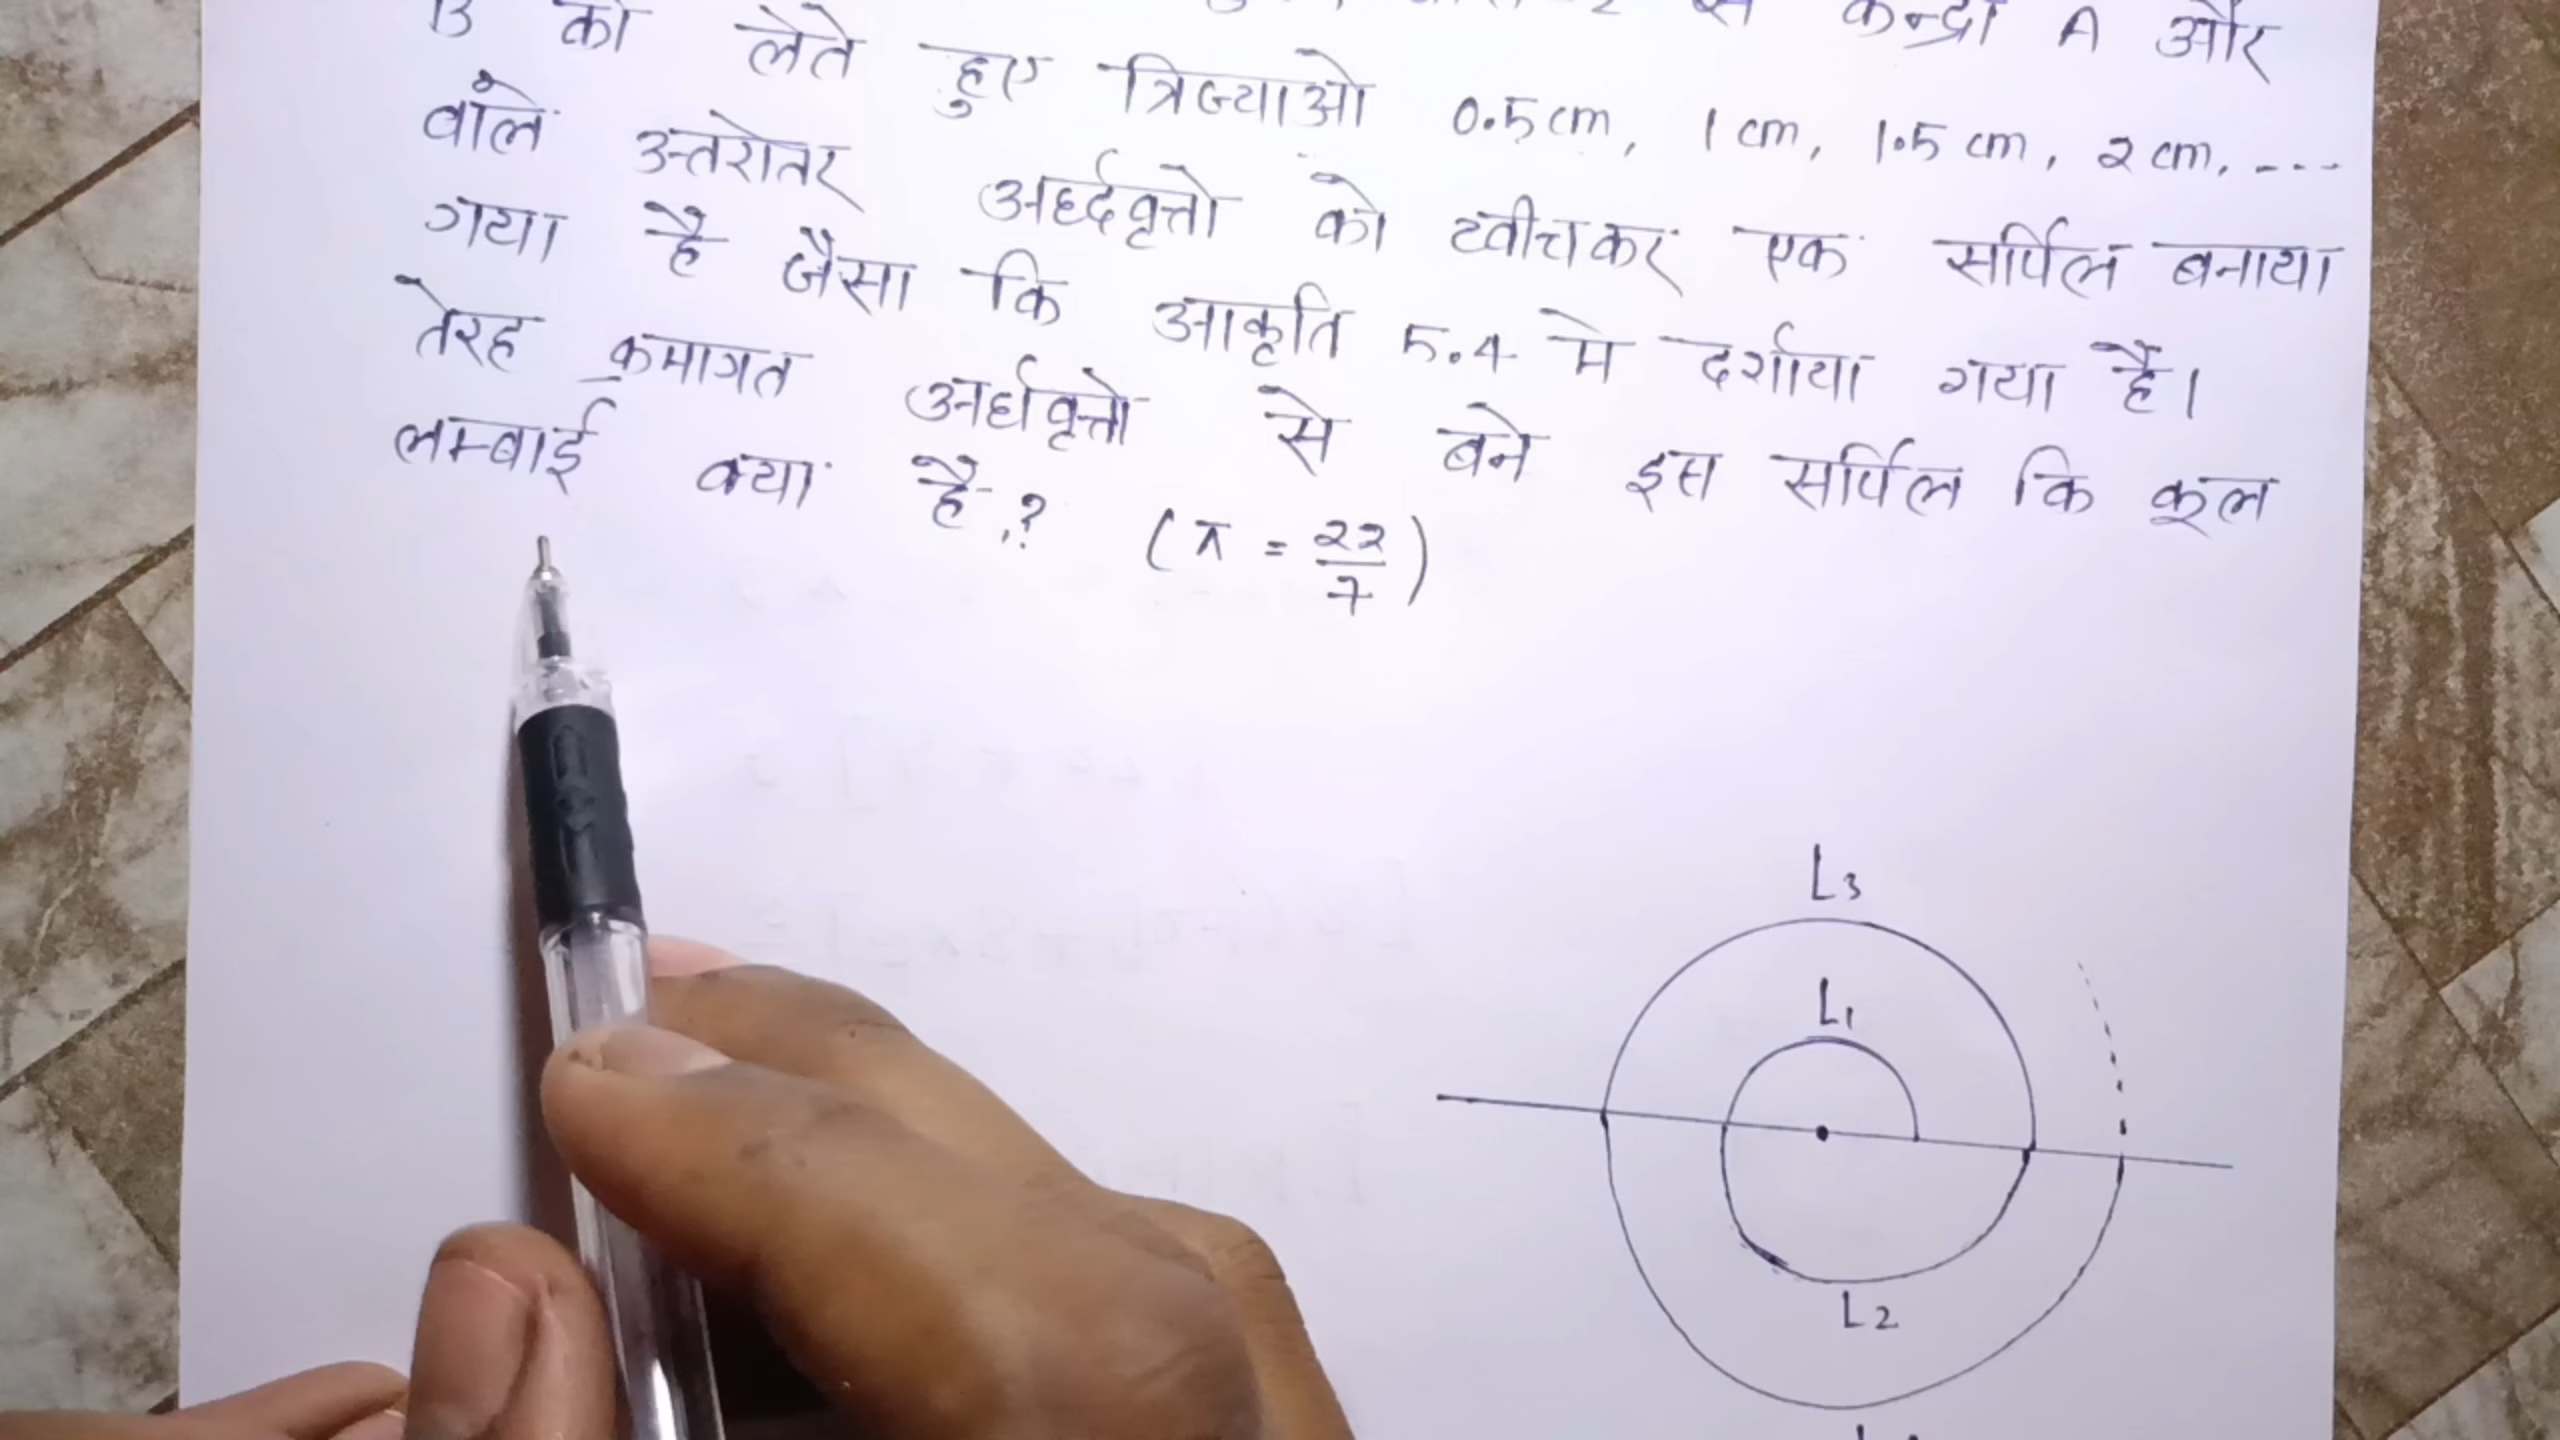 B को लेते हुए त्रिज्याओ 0.5 cm, 1 cm, 1.5 cm, 2 cm, ---
से केन्द्रो A और
वाले उत्तरोतर अर्ध्दवृत्तो को खीचकर एक सर्पिल बनाया
गया है जैसा कि आकृति 5.4 मे दर्शाया गया है।
तेरह क्रमागत अर्धवृत्तो से बने इस सर्पिल कि कूल
लम्बाई क्या है.? (π = 22/7)
L3
L1
L2